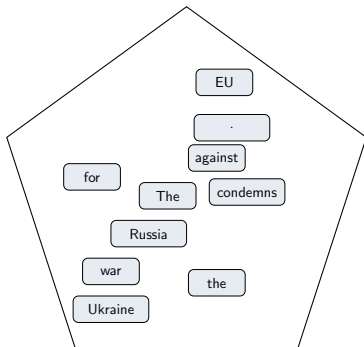 EU
.
against
for
condemns
The
Russia
war
the
Ukraine